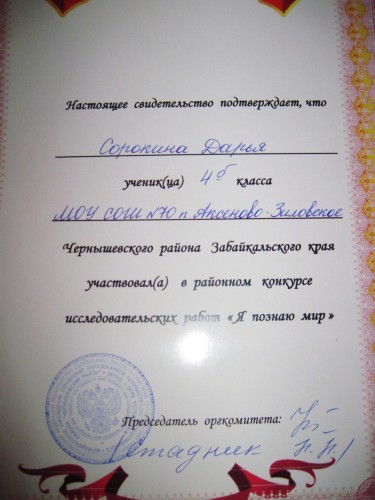 Настоящее свидетельство подтверждает, что
Сорокина Дарья
ученик(ца) 4б класса
МОУ СОШ №70 п. Аксеново-Зиловское
Чернышевского района Забайкальского края
участвовал(а) в районном конкурсе
исследовательских работ «Я познаю мир»
Председатель оргкомитета: